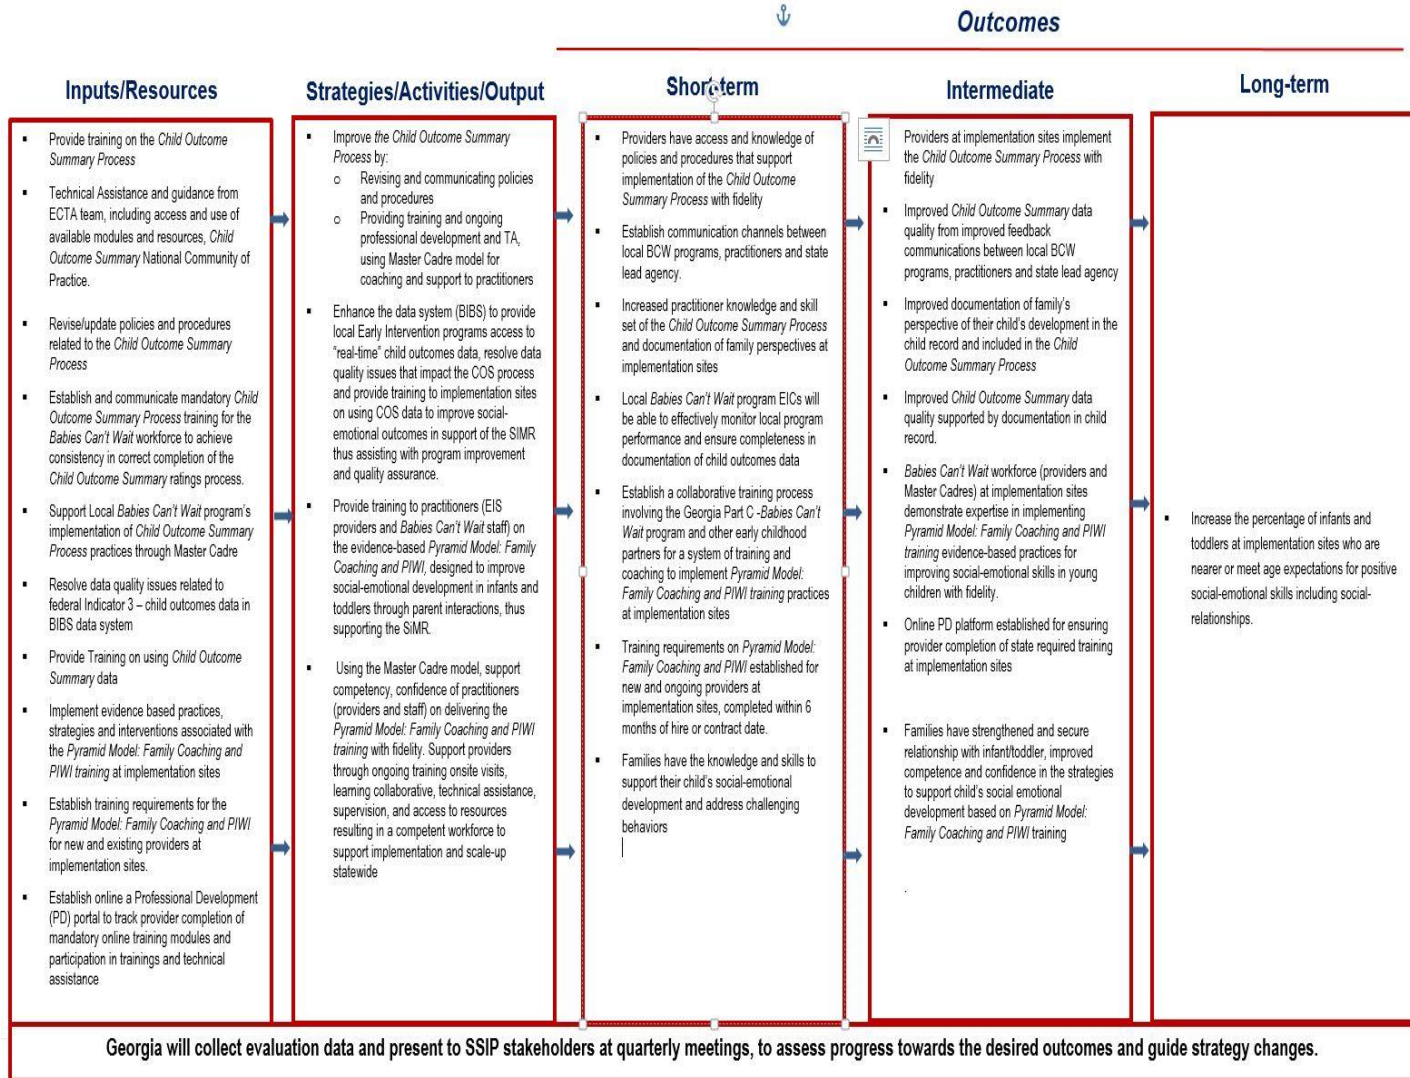 Outcomes
Inputs/Resources
Strategies/Activities/Output
Short-term
Intermediate
Long-term
▪ Provide training on the Child Outcome
Summary Process
▪ Technical Assistance and guidance from
ECTA team, including access and use of
available modules and resources, Child
Outcome Summary National Community of
Practice.
▪ Revise/update policies and procedures
related to the Child Outcome Summary
Process
▪ Establish and communicate mandatory Child
Outcome Summary Process training for the
Babies Can't Wait workforce to achieve
consistency in correct completion of the
Child Outcome Summary ratings process.
▪ Support Local Babies Can't Wait program's
implementation of Child Outcome Summary
Process practices through Master Cadre
▪ Resolve data quality issues related to
federal Indicator 3 – child outcomes data in
BIBS data system
▪ Provide Training on using Child Outcome
Summary data
▪ Implement evidence based practices,
strategies and interventions associated with
the Pyramid Model: Family Coaching and
PIWI training at implementation sites
▪ Establish training requirements for the
Pyramid Model: Family Coaching and PIWI
for new and existing providers at
implementation sites.
▪ Establish online a Professional Development
(PD) portal to track provider completion of
mandatory online training modules and
participation in trainings and technical
assistance
▪ Improve the Child Outcome Summary
Process by:
o Revising and communicating policies
and procedures
o Providing training and ongoing
professional development and TA,
using Master Cadre model for
coaching and support to practitioners
▪ Enhance the data system (BIBS) to provide
local Early Intervention programs access to
"real-time" child outcomes data, resolve data
quality issues that impact the COS process
and provide training to implementation sites
on using COS data to improve social-
emotional outcomes in support of the SIMR
thus assisting with program improvement
and quality assurance.
▪ Provide training to practitioners (EIS
providers and Babies Can't Wait staff) on
the evidence-based Pyramid Model: Family
Coaching and PIWI, designed to improve
social-emotional development in infants and
toddlers through parent interactions, thus
supporting the SiMR.
▪ Using the Master Cadre model, support
competency, confidence of practitioners
(providers and staff) on delivering the
Pyramid Model: Family Coaching and PIWI
training with fidelity. Support providers
through ongoing training onsite visits,
learning collaborative, technical assistance,
supervision, and access to resources
resulting in a competent workforce to
support implementation and scale-up
statewide
▪ Providers have access and knowledge of
policies and procedures that support
implementation of the Child Outcome
Summary Process with fidelity
▪ Establish communication channels between
local BCW programs, practitioners and state
lead agency.
▪ Increased practitioner knowledge and skill
set of the Child Outcome Summary Process
and documentation of family perspectives at
implementation sites
▪ Local Babies Can't Wait program EICs will
be able to effectively monitor local program
performance and ensure completeness in
documentation of child outcomes data
▪ Establish a collaborative training process
involving the Georgia Part C -Babies Can't
Wait program and other early childhood
partners for a system of training and
coaching to implement Pyramid Model:
Family Coaching and PIWI training practices
at implementation sites
▪ Training requirements on Pyramid Model:
Family Coaching and PIWI established for
new and ongoing providers at
implementation sites, completed within 6
months of hire or contract date.
▪ Families have the knowledge and skills to
support their child's social-emotional
development and address challenging
behaviors
Providers at implementation sites implement
the Child Outcome Summary Process with
fidelity
▪ Improved Child Outcome Summary data
quality from improved feedback
communications between local BCW
programs, practitioners and state lead agency
▪ Improved documentation of family's
perspective of their child's development in the
child record and included in the Child
Outcome Summary Process
▪ Improved Child Outcome Summary data
quality supported by documentation in child
record.
▪ Babies Can't Wait workforce (providers and
Master Cadres) at implementation sites
demonstrate expertise in implementing
Pyramid Model: Family Coaching and PIWI
training evidence-based practices for
improving social-emotional skills in young
children with fidelity.
▪ Online PD platform established for ensuring
provider completion of state required training
at implementation sites
▪ Families have strengthened and secure
relationship with infant/toddler, improved
competence and confidence in the strategies
to support child's social emotional
development based on Pyramid Model:
Family Coaching and PIWI training
.
▪ Increase the percentage of infants and
toddlers at implementation sites who are
nearer or meet age expectations for positive
social-emotional skills including social-
relationships.
Georgia will collect evaluation data and present to SSIP stakeholders at quarterly meetings, to assess progress towards the desired outcomes and guide strategy changes.